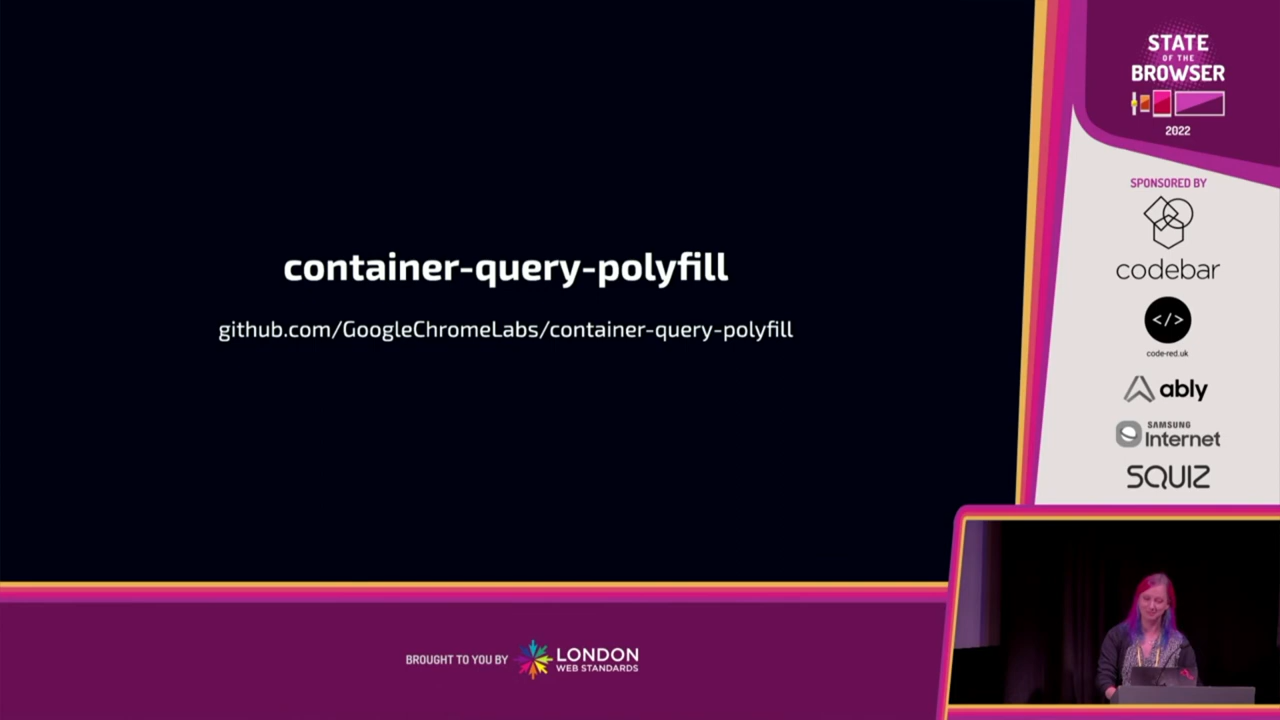 container-query-polyfill
github.com/GoogleChromeLabs/container-query-polyfill
STATE
OF THE
BROWSER
2022
SPONSORED BY
codebar
</>
code-red.uk
ably
SAMSUNG
Internet
SQUIZ
BROUGHT TO YOU BY
LONDON
WEB STANDARDS